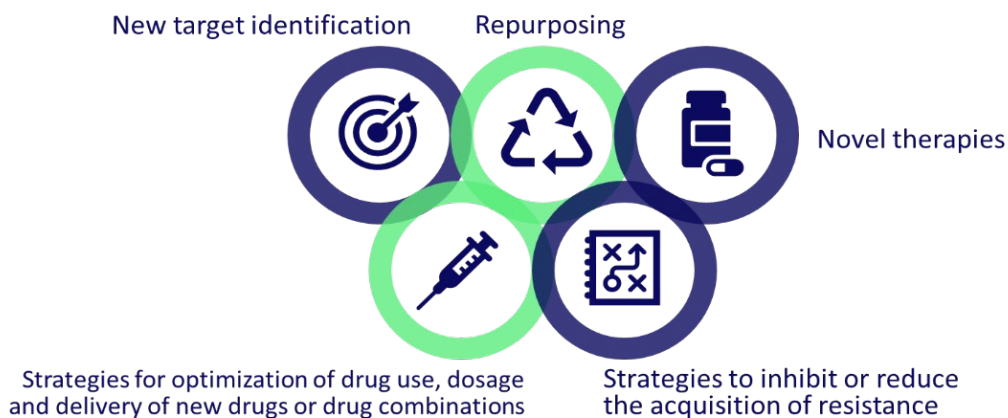 New target identification
Repurposing
Novel therapies
Strategies for optimization of drug use, dosage
and delivery of new drugs or drug combinations
Strategies to inhibit or reduce
the acquisition of resistance